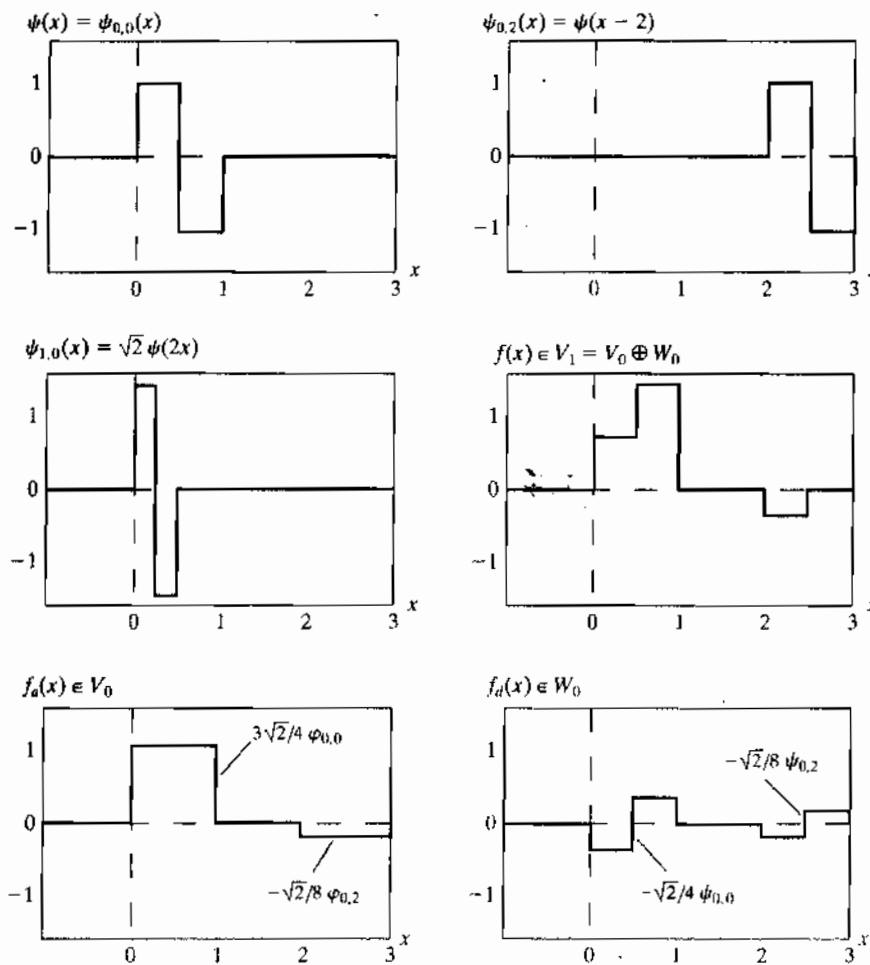 ψ(x) = ψ₀,₀(x)
1
0
−1
0 1 2 3 x
ψ₀,₂(x) = ψ(x − 2)
1
0
−1
0 1 2 3 x
ψ₁,₀(x) = √2 ψ(2x)
1
0
−1
0 1 2 3 x
f(x) ∈ V₁ = V₀ ⊕ W₀
1
0
−1
0 1 2 3 x
fₐ(x) ∈ V₀
3√2/4 φ₀,₀
1
0
−√2/8 φ₀,₂
−1
0 1 2 3 x
f_d(x) ∈ W₀
−√2/8 ψ₀,₂
1
0
−√2/4 ψ₀,₀
−1
0 1 2 3 x